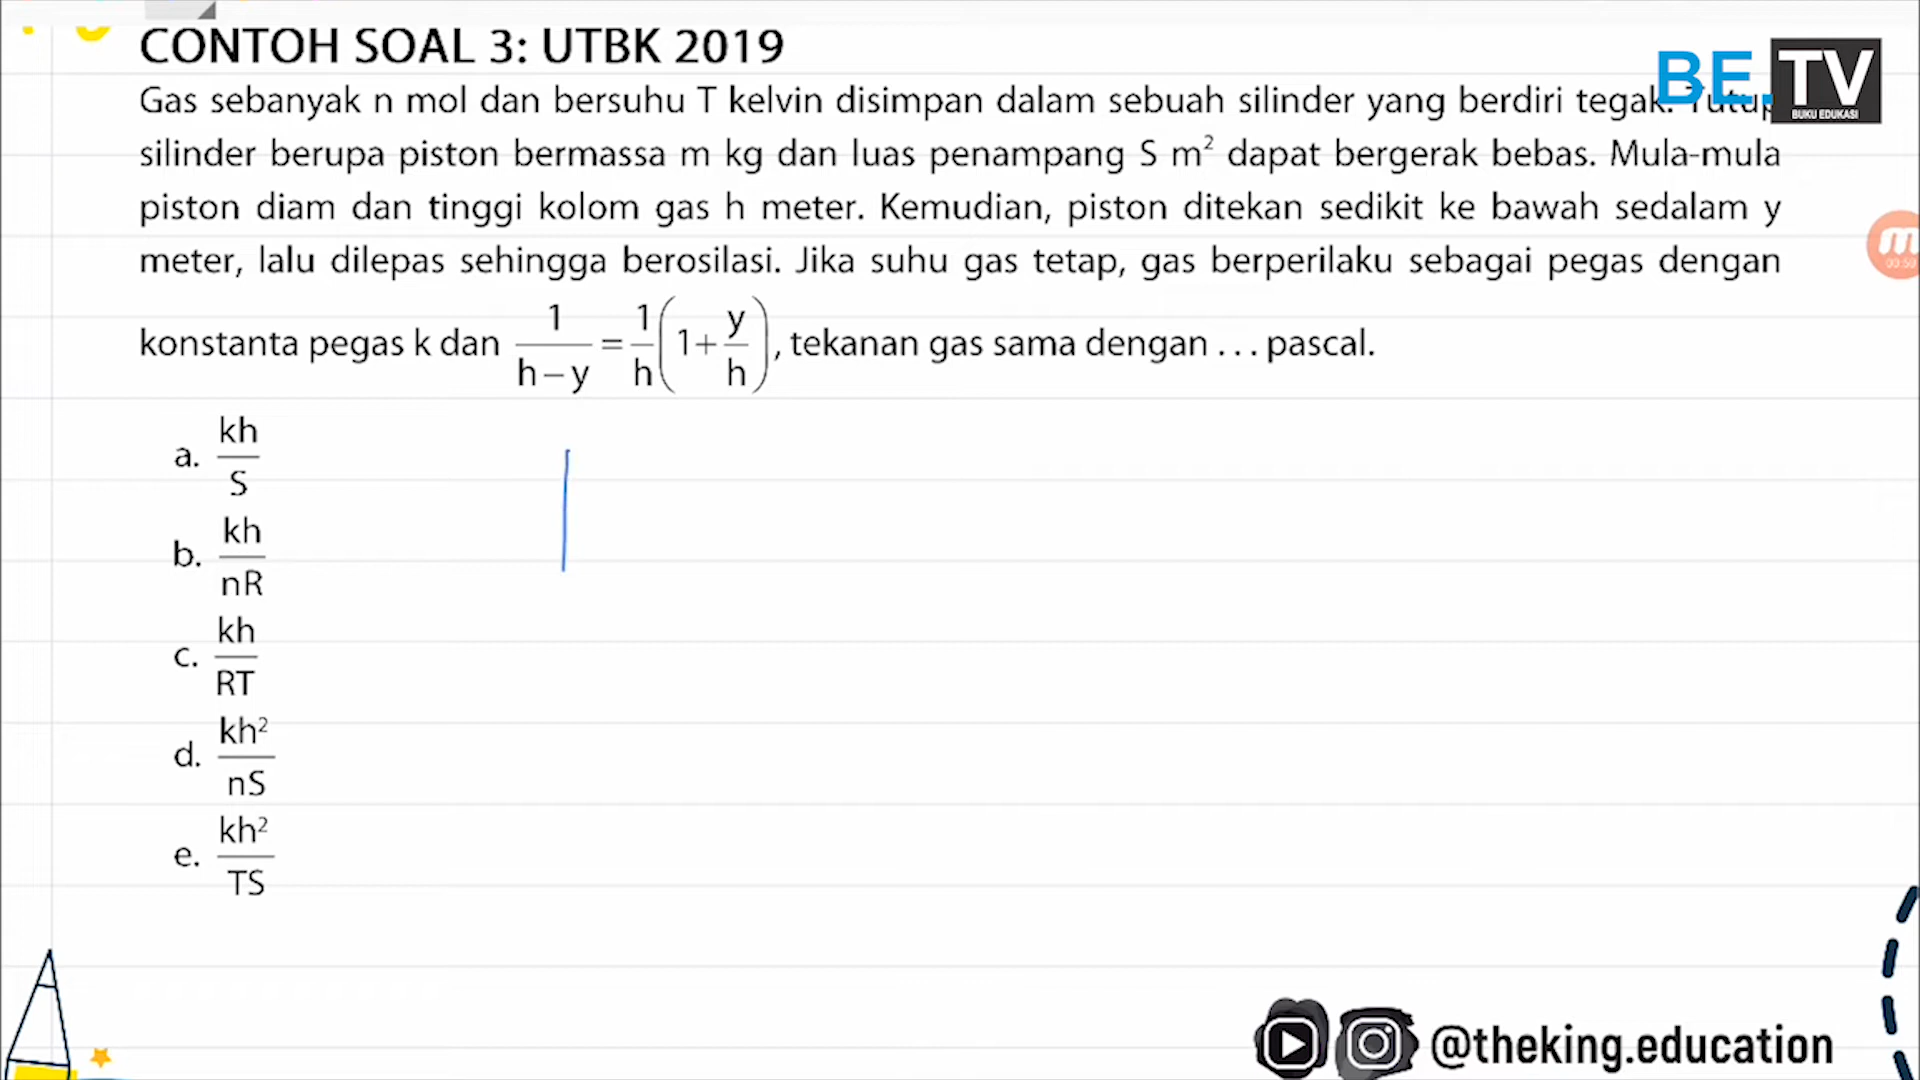 CONTOH SOAL 3: UTBK 2019
BE.TV
BUKU EDUKASI
Gas sebanyak n mol dan bersuhu T kelvin disimpan dalam sebuah silinder yang berdiri tegak. Tutup
silinder berupa piston bermassa m kg dan luas penampang S m² dapat bergerak bebas. Mula-mula
piston diam dan tinggi kolom gas h meter. Kemudian, piston ditekan sedikit ke bawah sedalam y
meter, lalu dilepas sehingga berosilasi. Jika suhu gas tetap, gas berperilaku sebagai pegas dengan
konstanta pegas k dan 1/(h−y) = 1/h (1+ y/h), tekanan gas sama dengan . . . pascal.
a. kh/S
b. kh/nR
c. kh/RT
d. kh²/nS
e. kh²/TS
@theking.education